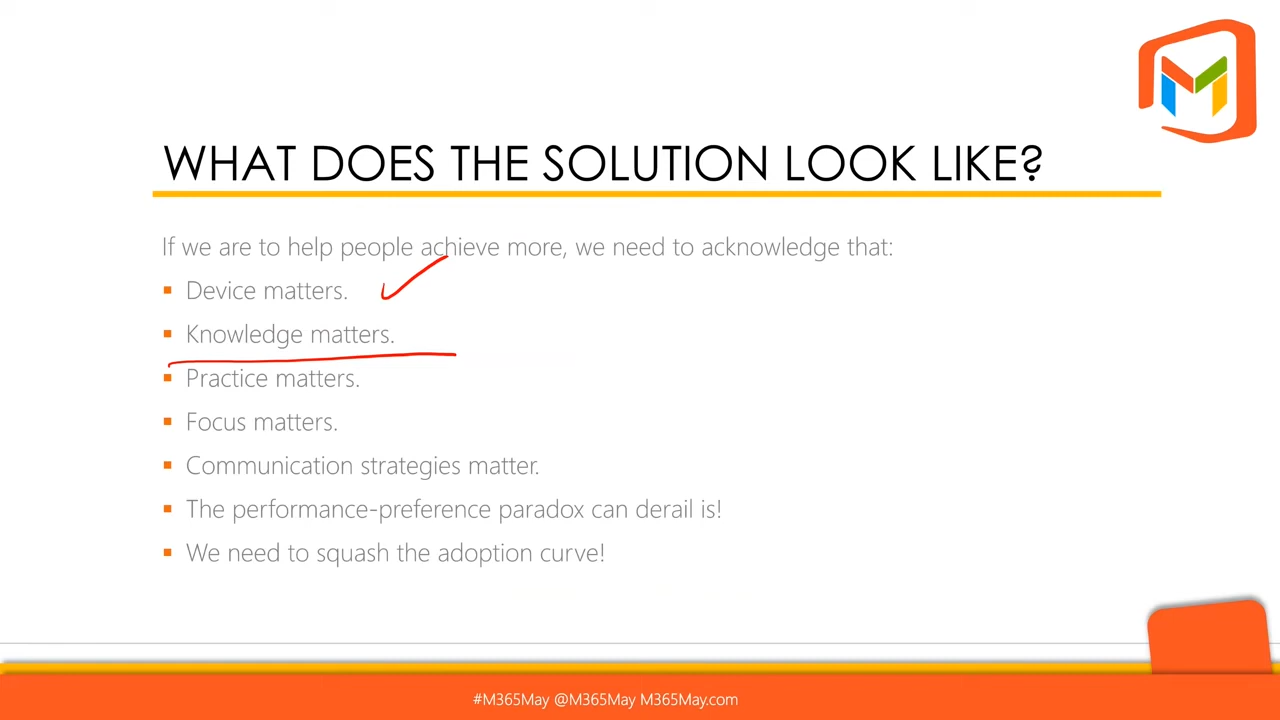 WHAT DOES THE SOLUTION LOOK LIKE?
If we are to help people achieve more, we need to acknowledge that:
Device matters.
Knowledge matters.
Practice matters.
Focus matters.
Communication strategies matter.
The performance-preference paradox can derail is!
We need to squash the adoption curve!
#M365May @M365May M365May.com